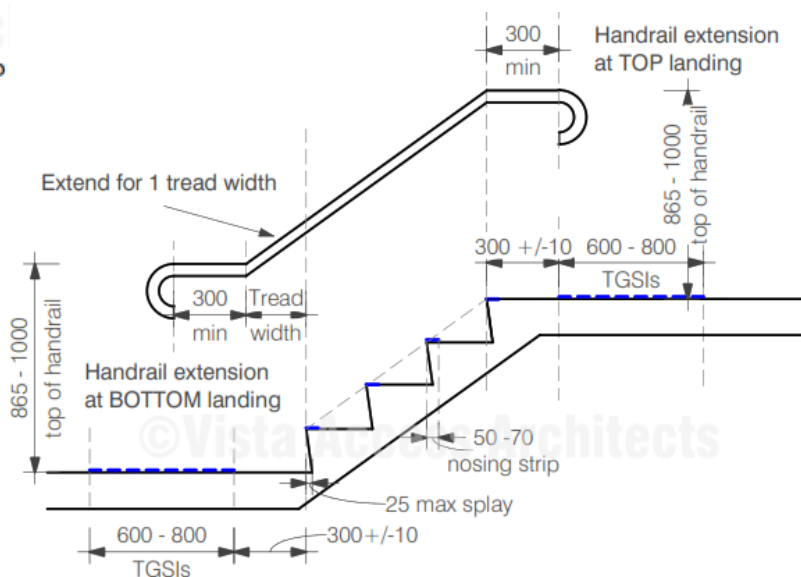 300
min
Handrail extension
at TOP landing
865 - 1000
top of handrail
Extend for 1 tread width
300 +/-10
600 - 800
TGSIs
300
min
Tread
width
865 - 1000
top of handrail
Handrail extension
at BOTTOM landing
©Vista Access Architects
50 -70
nosing strip
25 max splay
600 - 800
TGSIs
300+/-10